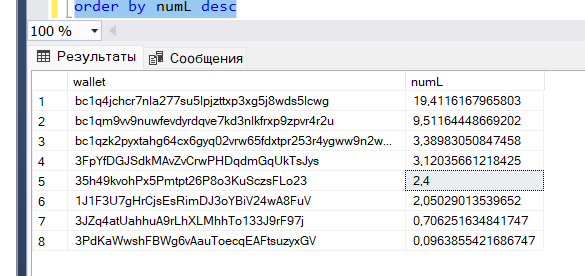 order by numL desc
100 %
Результаты Сообщения
wallet numL
1 bc1q4jchcr7nla277su5lpjzttxp3xg5j8wds5lcwg 19,4116167965803
2 bc1qm9vv9nuwfevdyrdqve7kd3nlkfrxp9zpvr4r2u 9,51164448669202
3 bc1qzk2pyxtahg64cx6gyq02vrw65fdxtpr253r4ygww9n2w... 3,38983050847458
4 3FpYfDGJSdkMAvZvCrwPHDqdmGqUkTsJys 3,12035661218425
5 35h49kvohPx5Pmtpt26P8o3KuSczsFLo23 2,4
6 1J1F3U7gHrCjsEsRimDJ3oYBiV24wA8FuV 2,05029013539652
7 3JZq4atUahhuA9rLhXLMhhTo133J9rF97j 0,706251634841747
8 3PdKaWwshFBWg6vAauToecqEAFtsuzyxGV 0,0963855421686747